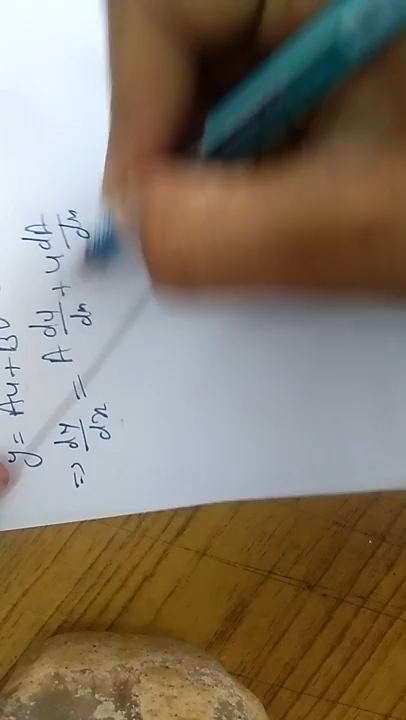 y = Au + Bv
=> dy/dx = A du/dx + u dA/dx